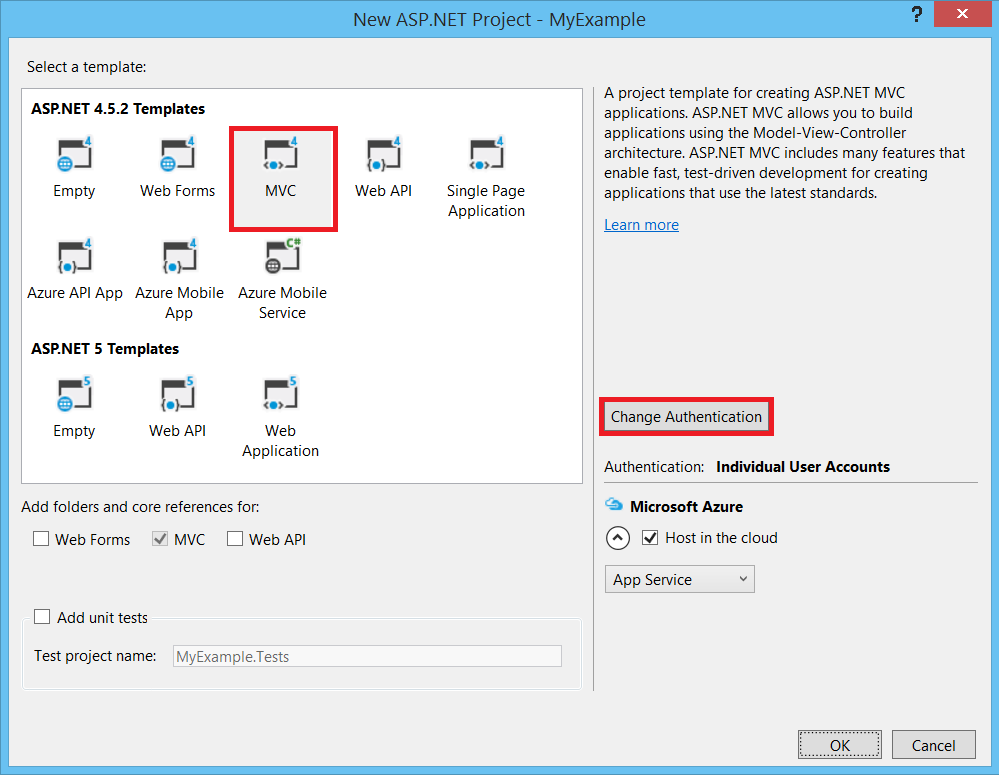 New ASP.NET Project - MyExample
?
Select a template:
ASP.NET 4.5.2 Templates
4 4 4 4 4
Empty Web Forms MVC Web API Single Page
Application
4 4 C#
Azure API App Azure Mobile Azure Mobile
App Service
ASP.NET 5 Templates
5 5 5
Empty Web API Web
Application
Add folders and core references for:
Web Forms MVC Web API
Add unit tests
Test project name: MyExample.Tests
A project template for creating ASP.NET MVC
applications. ASP.NET MVC allows you to build
applications using the Model-View-Controller
architecture. ASP.NET MVC includes many features that
enable fast, test-driven development for creating
applications that use the latest standards.
Learn more
Change Authentication
Authentication: Individual User Accounts
Microsoft Azure
Host in the cloud
App Service
OK Cancel